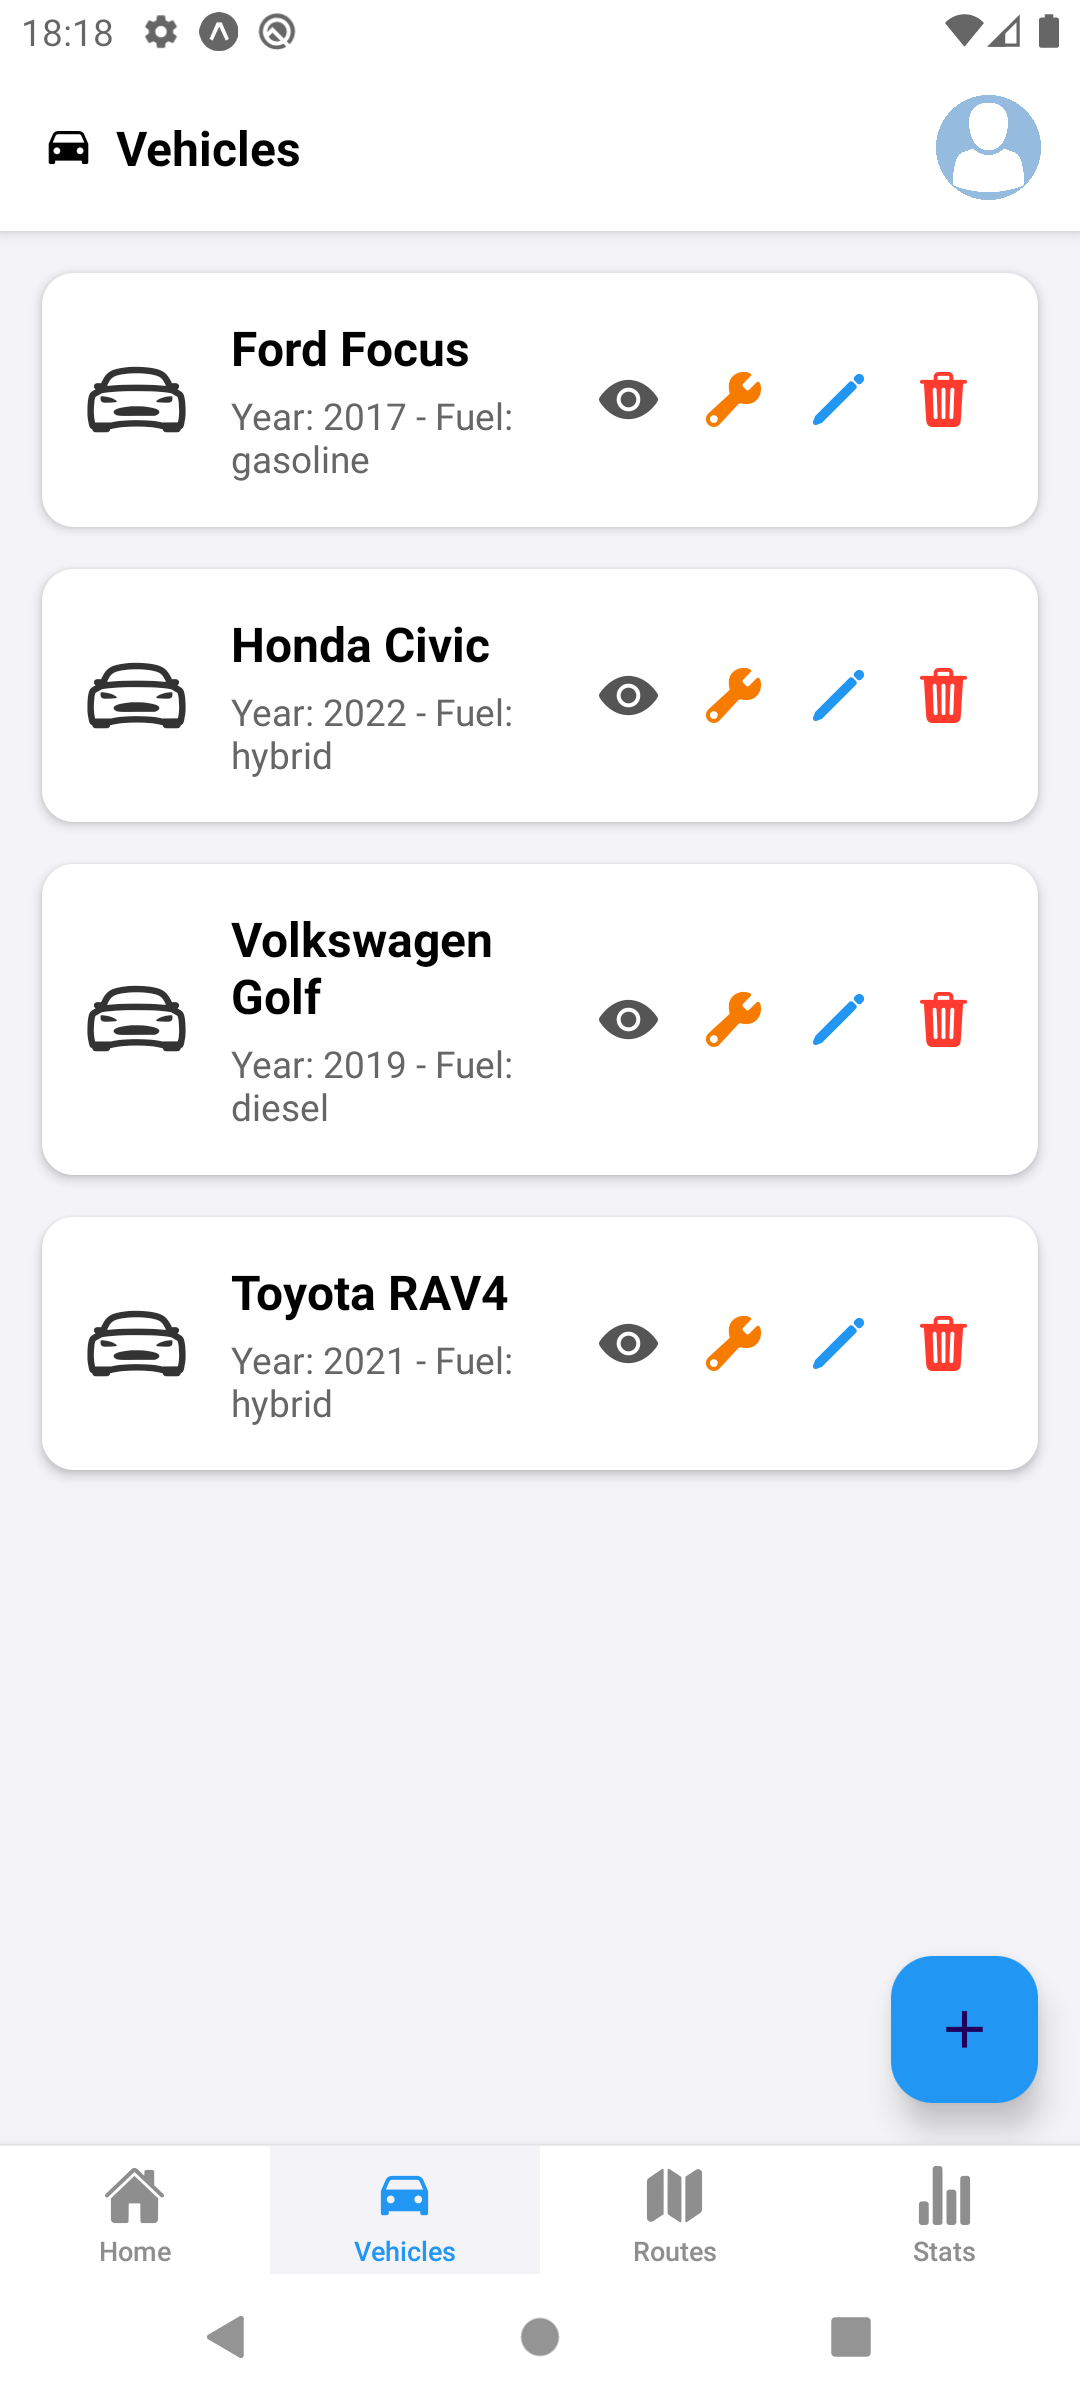 18:18
Vehicles
Ford Focus
Year: 2017 - Fuel:
gasoline
Honda Civic
Year: 2022 - Fuel:
hybrid
Volkswagen
Golf
Year: 2019 - Fuel:
diesel
Toyota RAV4
Year: 2021 - Fuel:
hybrid
Home
Vehicles
Routes
Stats